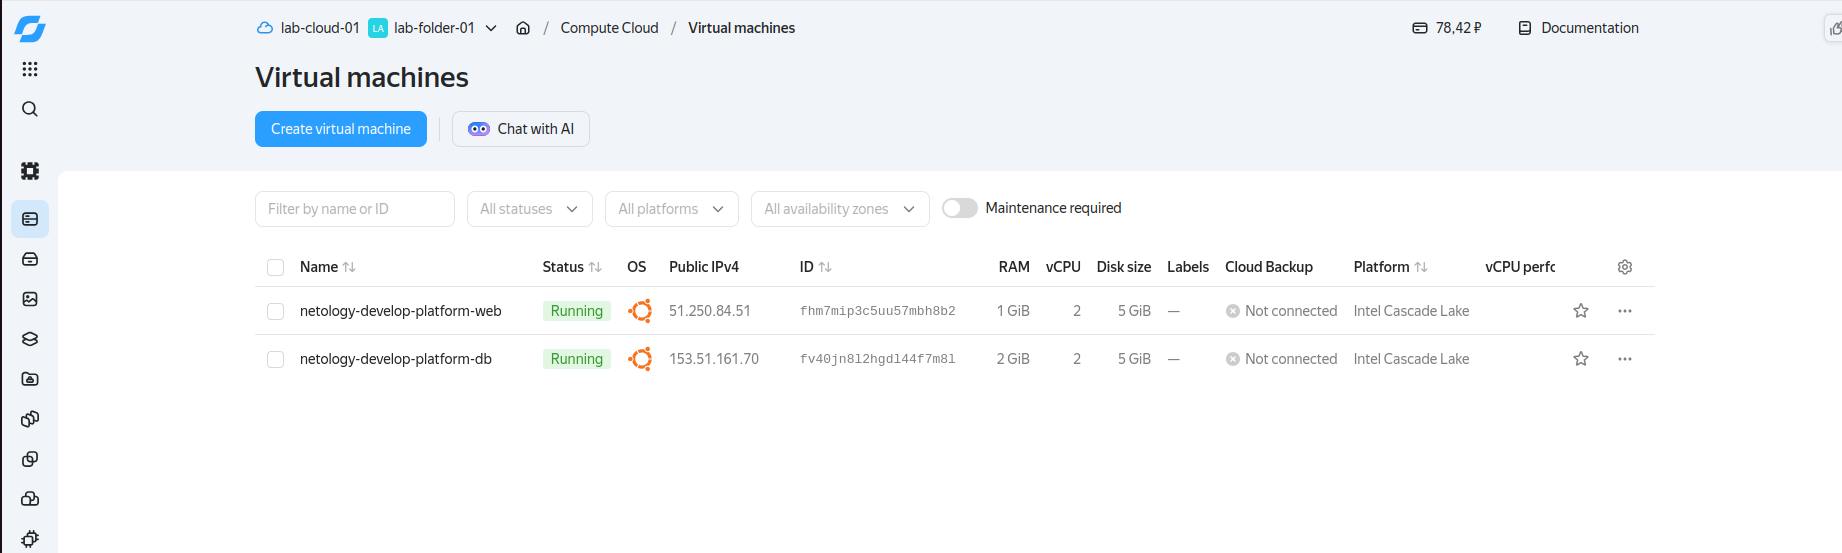 lab-cloud-01 LA lab-folder-01 / Compute Cloud / Virtual machines 78,42 ₽ Documentation
Virtual machines
Create virtual machine Chat with AI
Filter by name or ID All statuses All platforms All availability zones Maintenance required
Name Status OS Public IPv4 ID RAM vCPU Disk size Labels Cloud Backup Platform vCPU perfc
netology-develop-platform-web Running 51.250.84.51 fhm7mip3c5uu57mbh8b2 1 GiB 2 5 GiB — Not connected Intel Cascade Lake
netology-develop-platform-db Running 153.51.161.70 fv40jn8l2hgdl44f7m8l 2 GiB 2 5 GiB — Not connected Intel Cascade Lake